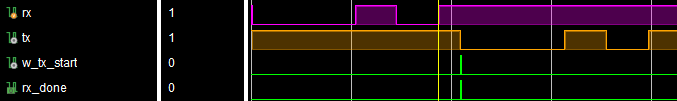 rx 1
tx 1
w_tx_start 0
rx_done 0